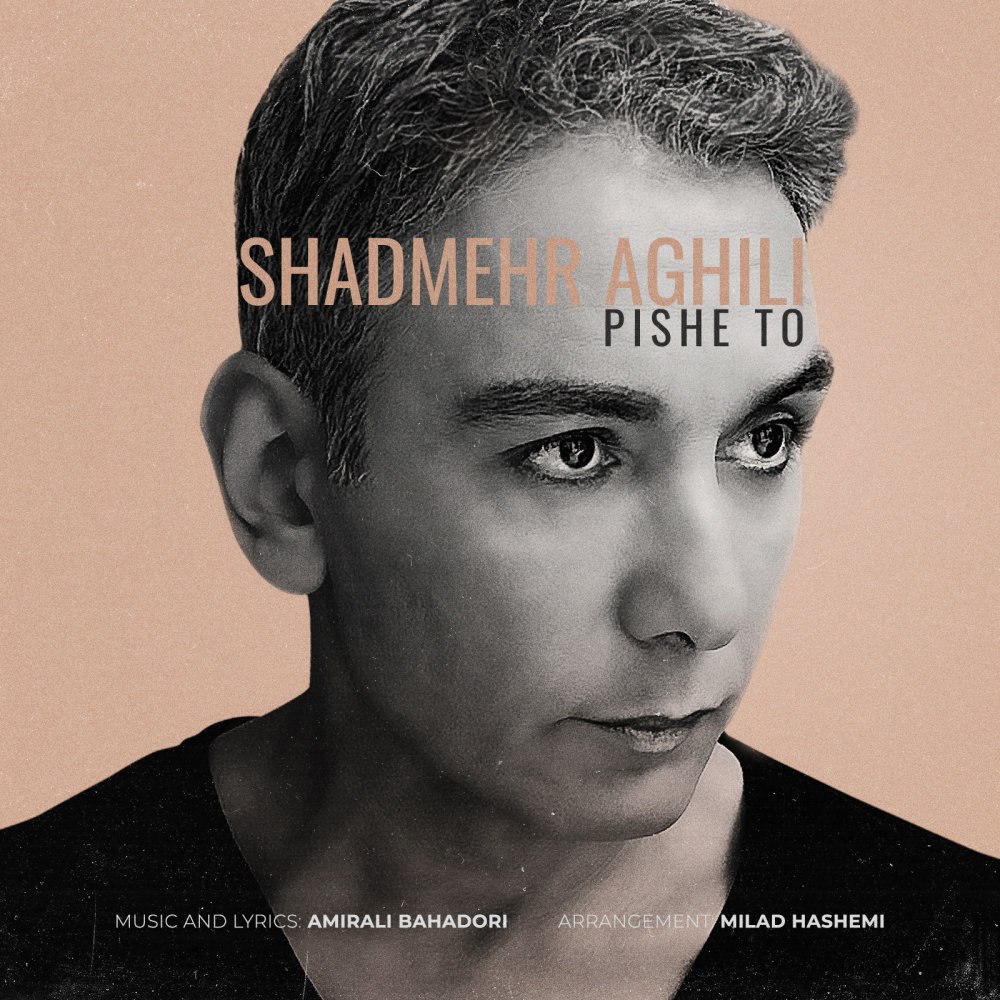 SHADMEHR AGHILI
PISHE TO
MUSIC AND LYRICS: AMIRALI BAHADORI ARRANGEMENT: MILAD HASHEMI